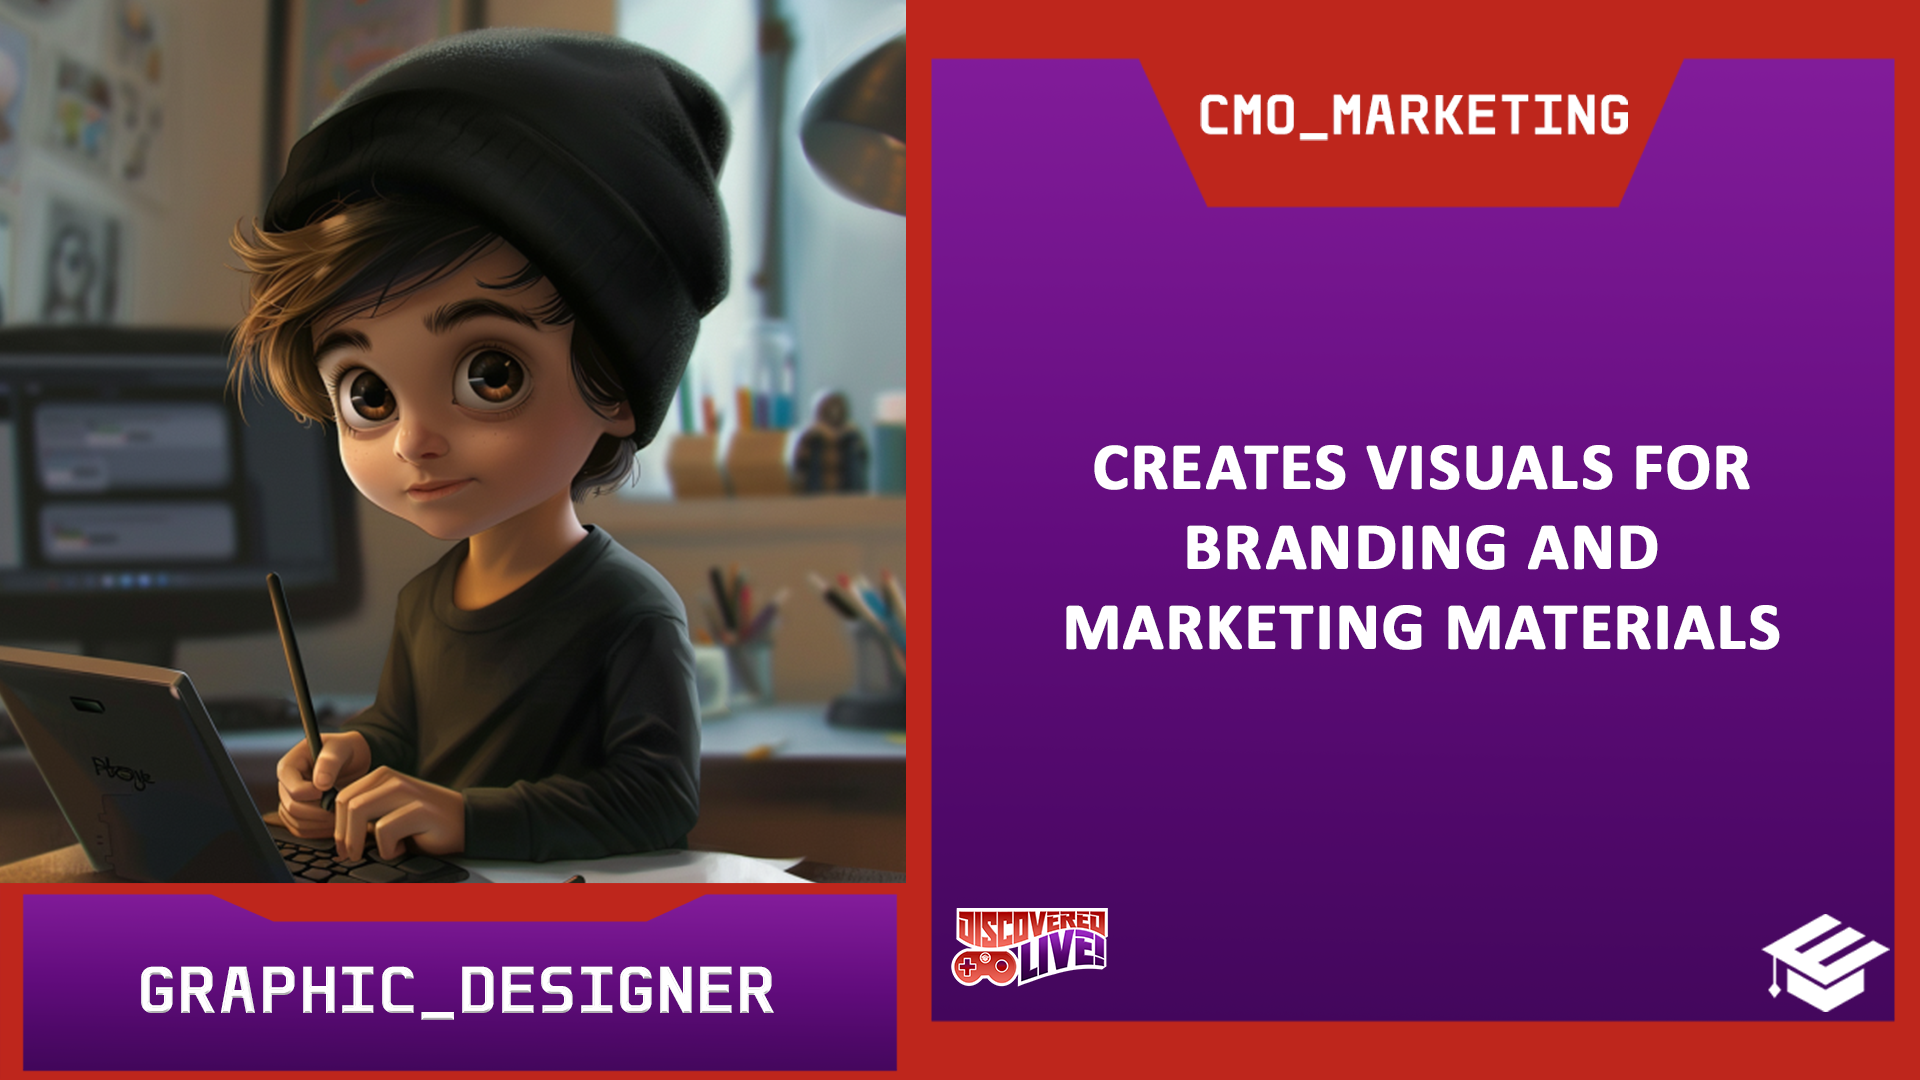 CMO_MARKETING
CREATES VISUALS FOR
BRANDING AND
MARKETING MATERIALS
GRAPHIC_DESIGNER
DISCOVERED
LIVE!